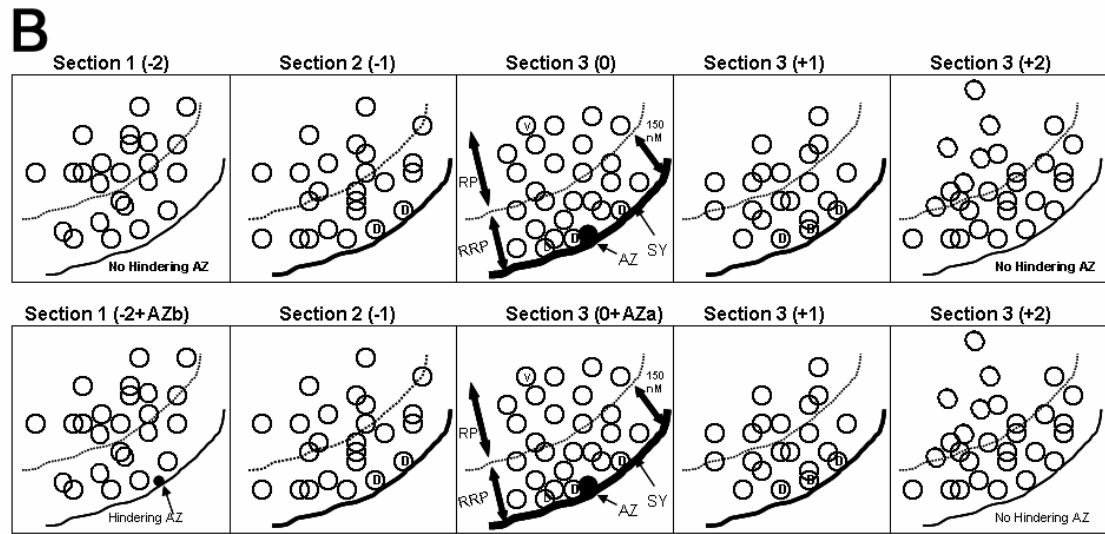 B
Section 1 (-2) Section 2 (-1) Section 3 (0) Section 3 (+1) Section 3 (+2)
V 150 nM
RP
D D D D D D D
RRP
AZ SY
No Hindering AZ No Hindering AZ
Section 1 (-2+AZb) Section 2 (-1) Section 3 (0+AZa) Section 3 (+1) Section 3 (+2)
V 150 nM
RP
D D D D D D D
RRP
AZ SY
Hindering AZ No Hindering AZ